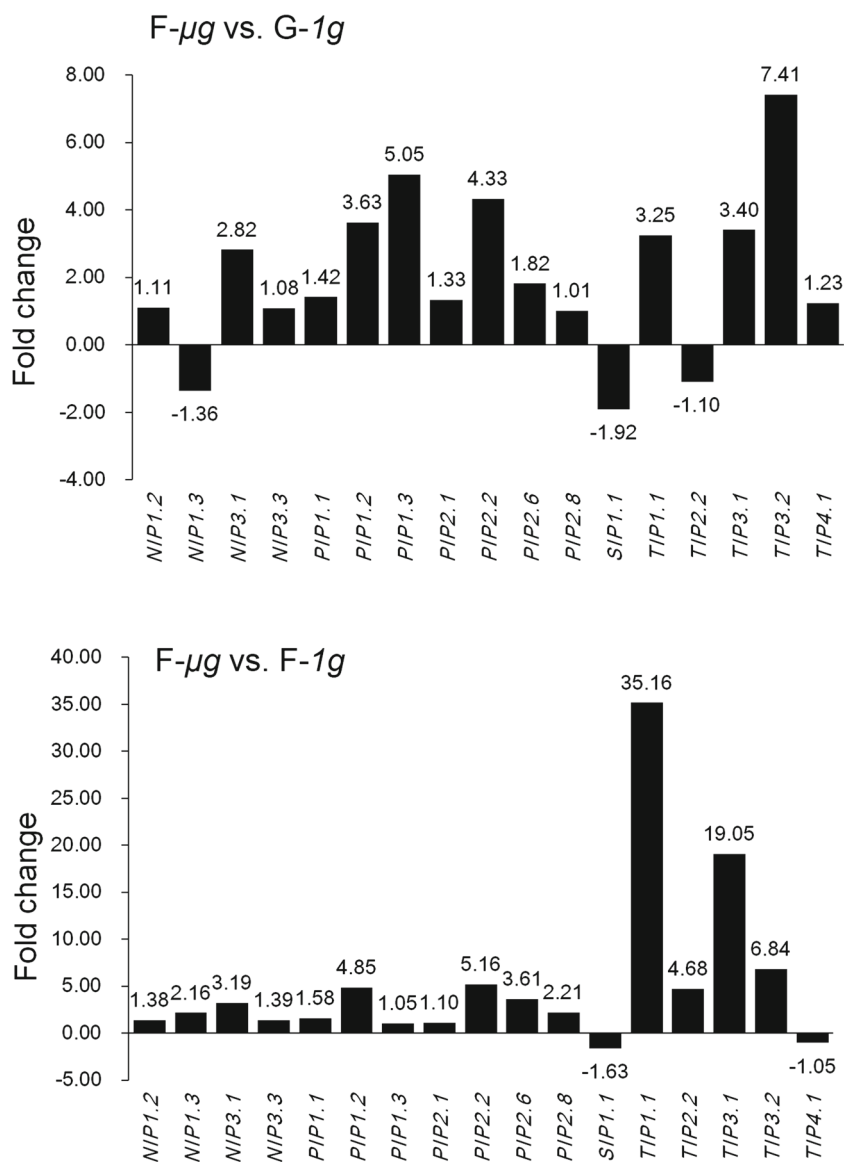 F-µg vs. G-1g
Fold change
8.00
6.00
4.00
2.00
0.00
-2.00
-4.00
1.11
-1.36
2.82
1.08
1.42
3.63
5.05
1.33
4.33
1.82
1.01
-1.92
3.25
-1.10
3.40
7.41
1.23
NIP1.2
NIP1.3
NIP3.1
NIP3.3
PIP1.1
PIP1.2
PIP1.3
PIP2.1
PIP2.2
PIP2.6
PIP2.8
SIP1.1
TIP1.1
TIP2.2
TIP3.1
TIP3.2
TIP4.1
F-µg vs. F-1g
Fold change
40.00
35.00
30.00
25.00
20.00
15.00
10.00
5.00
0.00
-5.00
1.38
2.16
3.19
1.39
1.58
4.85
1.05
1.10
5.16
3.61
2.21
-1.63
35.16
4.68
19.05
6.84
-1.05
NIP1.2
NIP1.3
NIP3.1
NIP3.3
PIP1.1
PIP1.2
PIP1.3
PIP2.1
PIP2.2
PIP2.6
PIP2.8
SIP1.1
TIP1.1
TIP2.2
TIP3.1
TIP3.2
TIP4.1